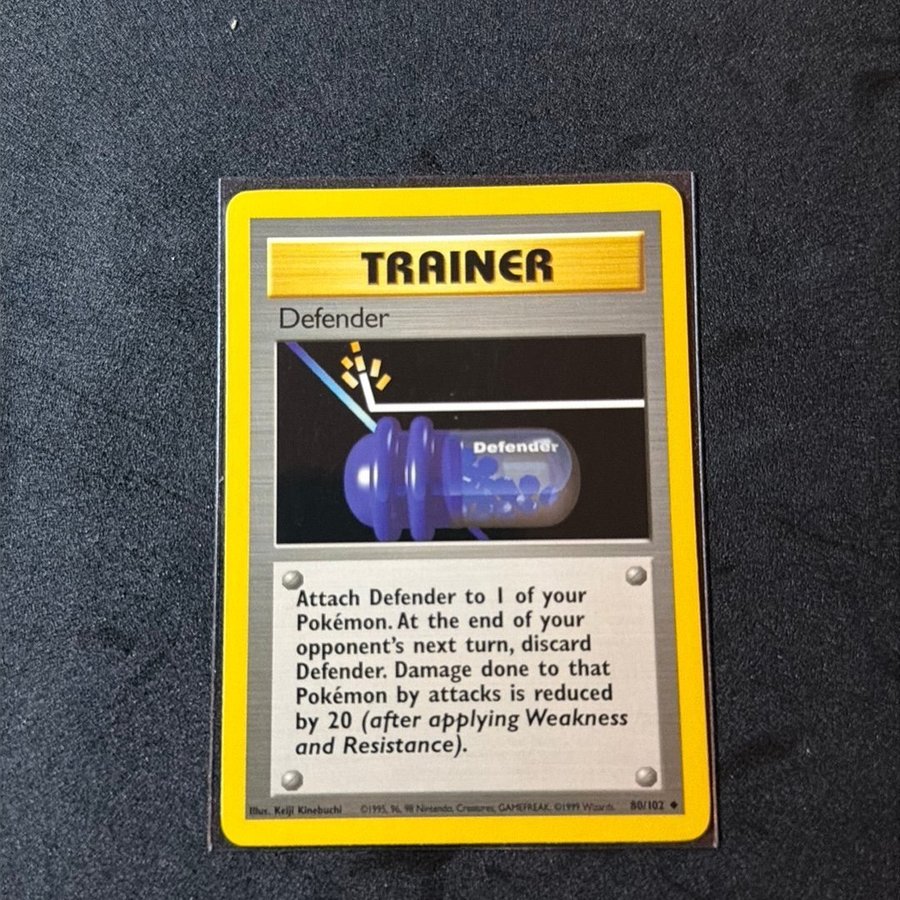 TRAINER
Defender
Defender
Attach Defender to 1 of your
Pokémon. At the end of your
opponent's next turn, discard
Defender. Damage done to that
Pokémon by attacks is reduced
by 20 (after applying Weakness
and Resistance).
Illus. Keiji Kinebuchi ©1995, 96, 98 Nintendo, Creatures, GAMEFREAK. ©1999 Wizards. 80/102